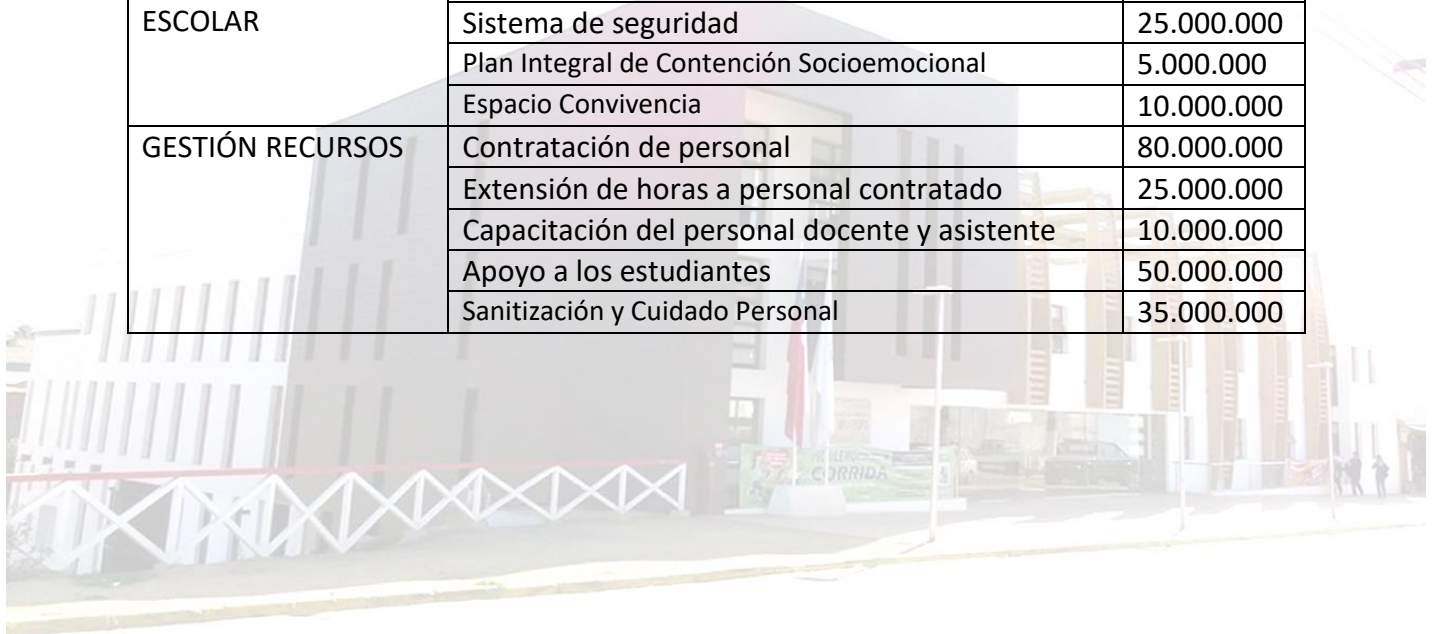 ESCOLAR Sistema de seguridad 25.000.000
Plan Integral de Contención Socioemocional 5.000.000
Espacio Convivencia 10.000.000
GESTIÓN RECURSOS Contratación de personal 80.000.000
Extensión de horas a personal contratado 25.000.000
Capacitación del personal docente y asistente 10.000.000
Apoyo a los estudiantes 50.000.000
Sanitización y Cuidado Personal 35.000.000
CORRIDA